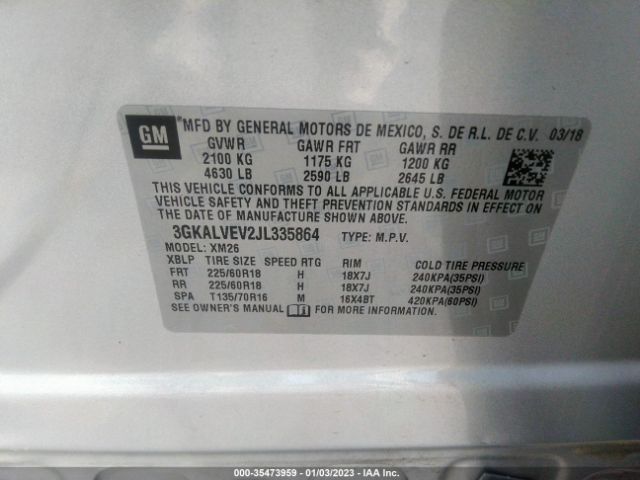 GM
*MFD BY GENERAL MOTORS DE MEXICO, S. DE R.L. DE C.V. 03/18
GVWR GAWR FRT GAWR RR
2100 KG 1175 KG 1200 KG
4630 LB 2590 LB 2645 LB
THIS VEHICLE CONFORMS TO ALL APPLICABLE U.S. FEDERAL MOTOR
VEHICLE SAFETY AND THEFT PREVENTION STANDARDS IN EFFECT ON
THE DATE OF MANUFACTURE SHOWN ABOVE.
3GKALVEV2JL335864 TYPE: M.P.V.
MODEL: XM26
XBLP TIRE SIZE SPEED RTG RIM COLD TIRE PRESSURE
FRT 225/60R18 H 18X7J 240KPA(35PSI)
RR 225/60R18 H 18X7J 240KPA(35PSI)
SPA T135/70R16 M 16X4BT 420KPA(60PSI)
SEE OWNER'S MANUAL FOR MORE INFORMATION.
000-35473959 - 01/03/2023 - IAA Inc.